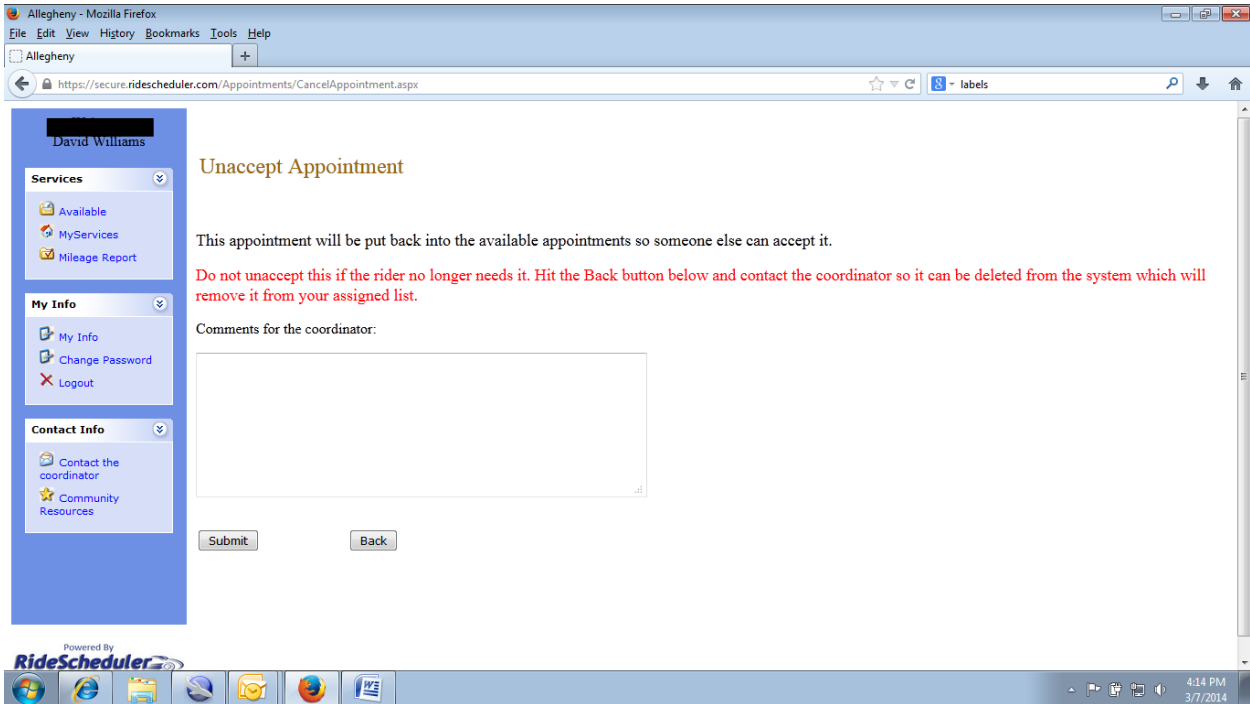 Allegheny - Mozilla Firefox
File Edit View History Bookmarks Tools Help
Allegheny
https://secure.ridescheduler.com/Appointments/CancelAppointment.aspx
labels
David Williams
Services
Available
MyServices
Mileage Report
My Info
My Info
Change Password
Logout
Contact Info
Contact the
coordinator
Community
Resources
Powered By
RideScheduler
Unaccept Appointment
This appointment will be put back into the available appointments so someone else can accept it.
Do not unaccept this if the rider no longer needs it. Hit the Back button below and contact the coordinator so it can be deleted from the system which will
remove it from your assigned list.
Comments for the coordinator:
Submit Back
4:14 PM
3/7/2014